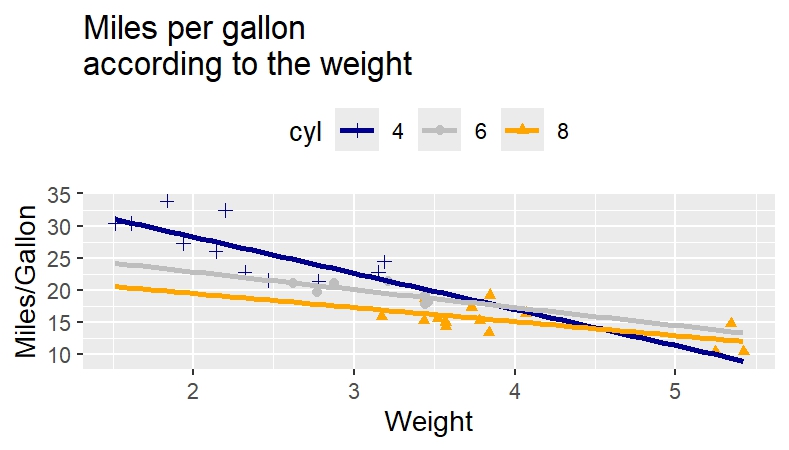 Miles per gallon
according to the weight
cyl 4 6 8
Miles/Gallon
35
30
25
20
15
10
2 3 4 5
Weight